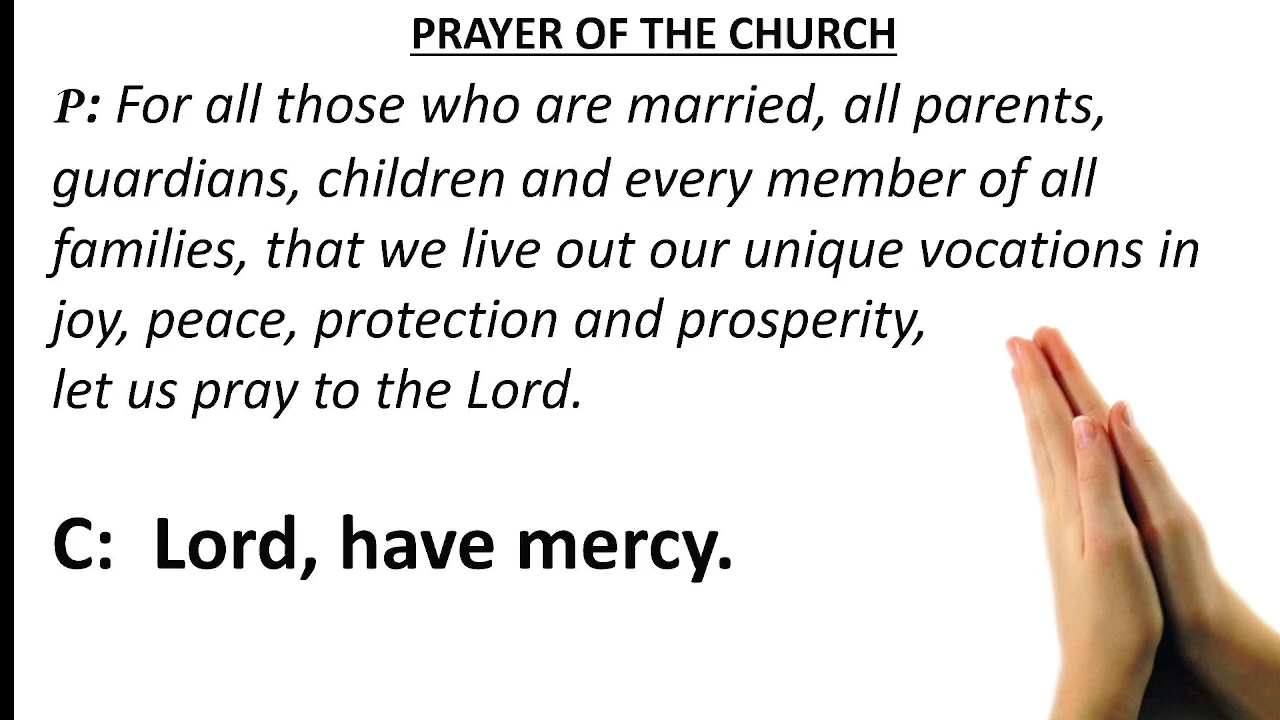 PRAYER OF THE CHURCH
P: For all those who are married, all parents,
guardians, children and every member of all
families, that we live out our unique vocations in
joy, peace, protection and prosperity,
let us pray to the Lord.
C: Lord, have mercy.